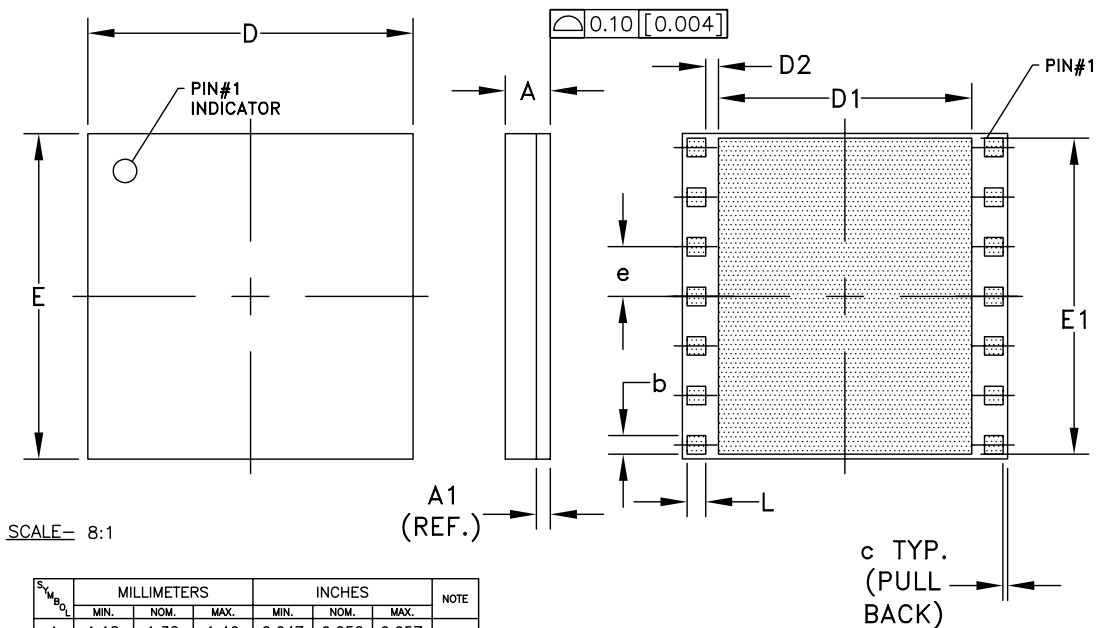 0.10 [0.004]
D
A
D2
D1
PIN#1
PIN#1
INDICATOR
E
e
E1
b
A1
(REF.)
L
SCALE- 8:1
c TYP.
(PULL
BACK)
SYMBOL MILLIMETERS INCHES NOTE
MIN. NOM. MAX. MIN. NOM. MAX.